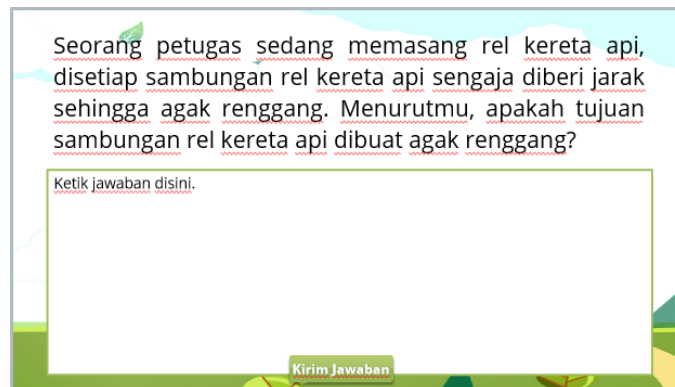 Seorang petugas sedang memasang rel kereta api,
disetiap sambungan rel kereta api sengaja diberi jarak
sehingga agak renggang. Menurutmu, apakah tujuan
sambungan rel kereta api dibuat agak renggang?
Ketik jawaban disini.
Kirim Jawaban